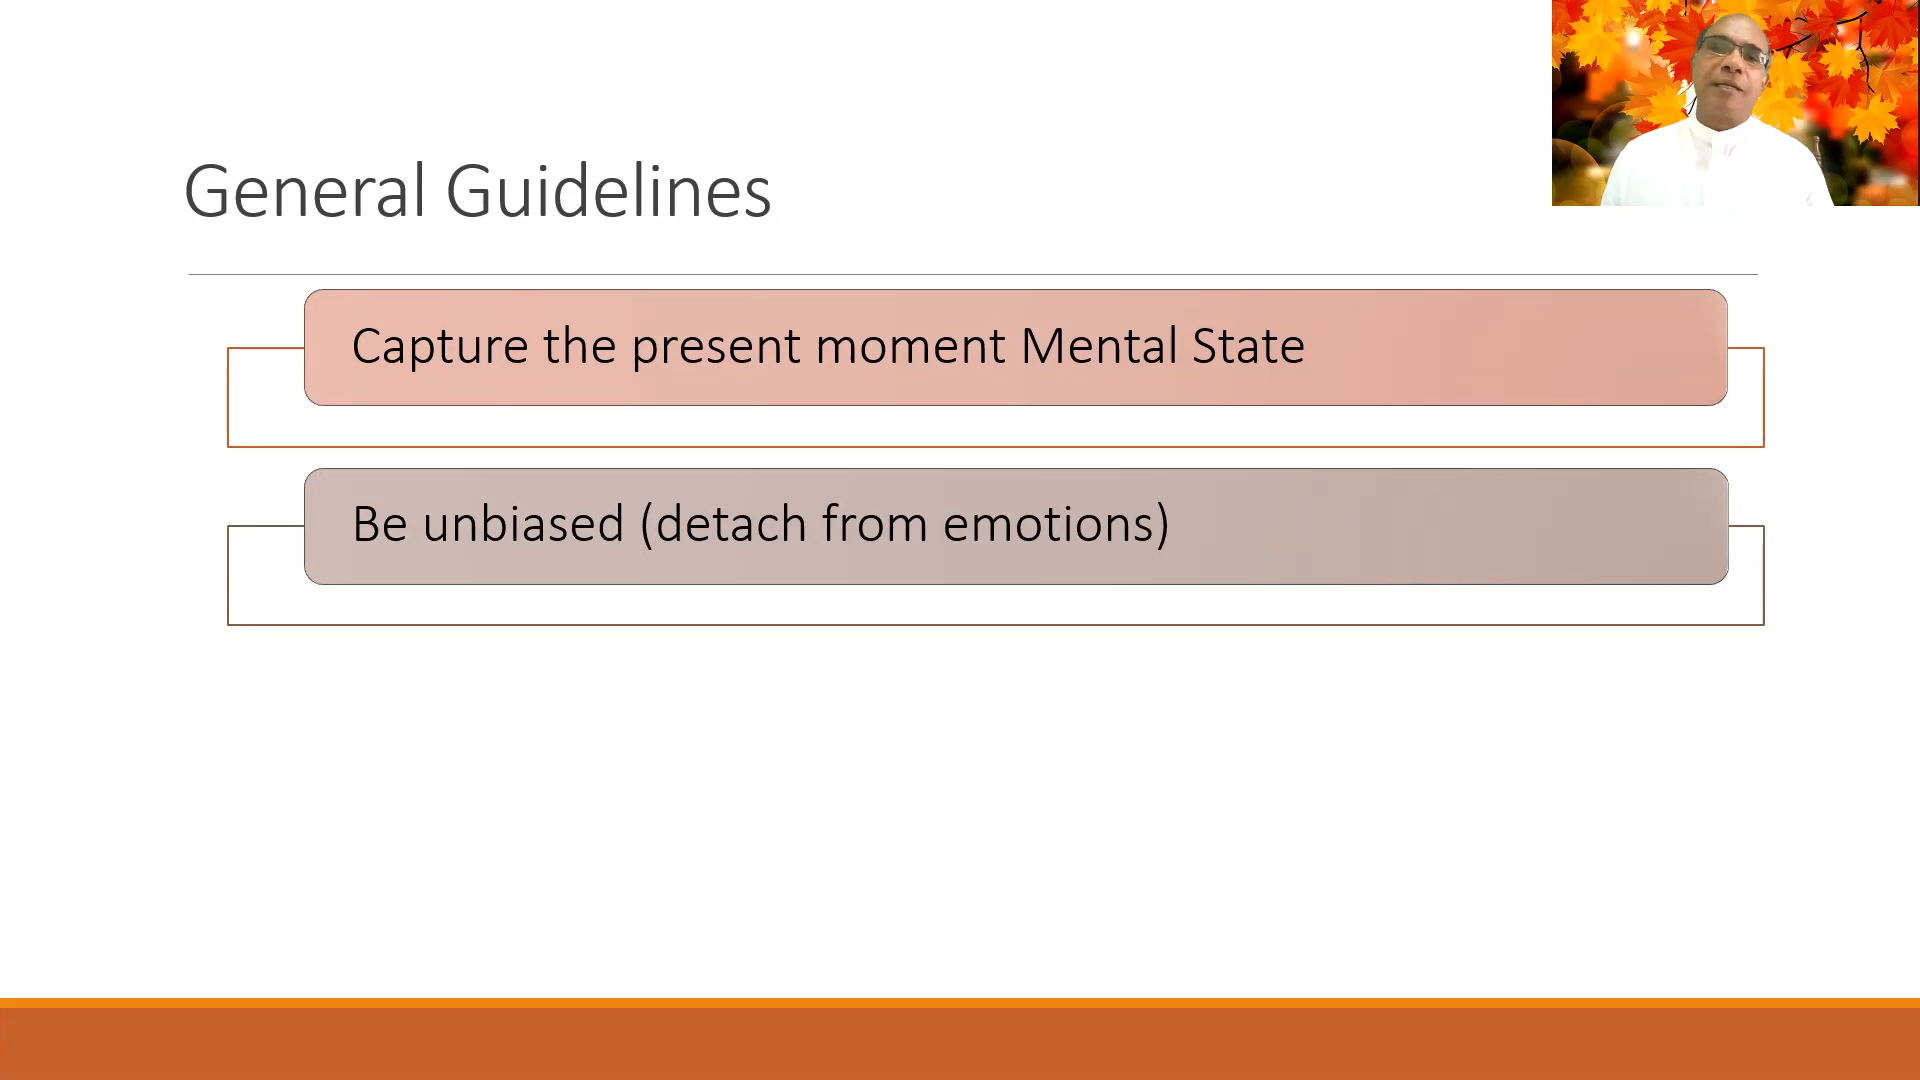 General Guidelines
Capture the present moment Mental State
Be unbiased (detach from emotions)